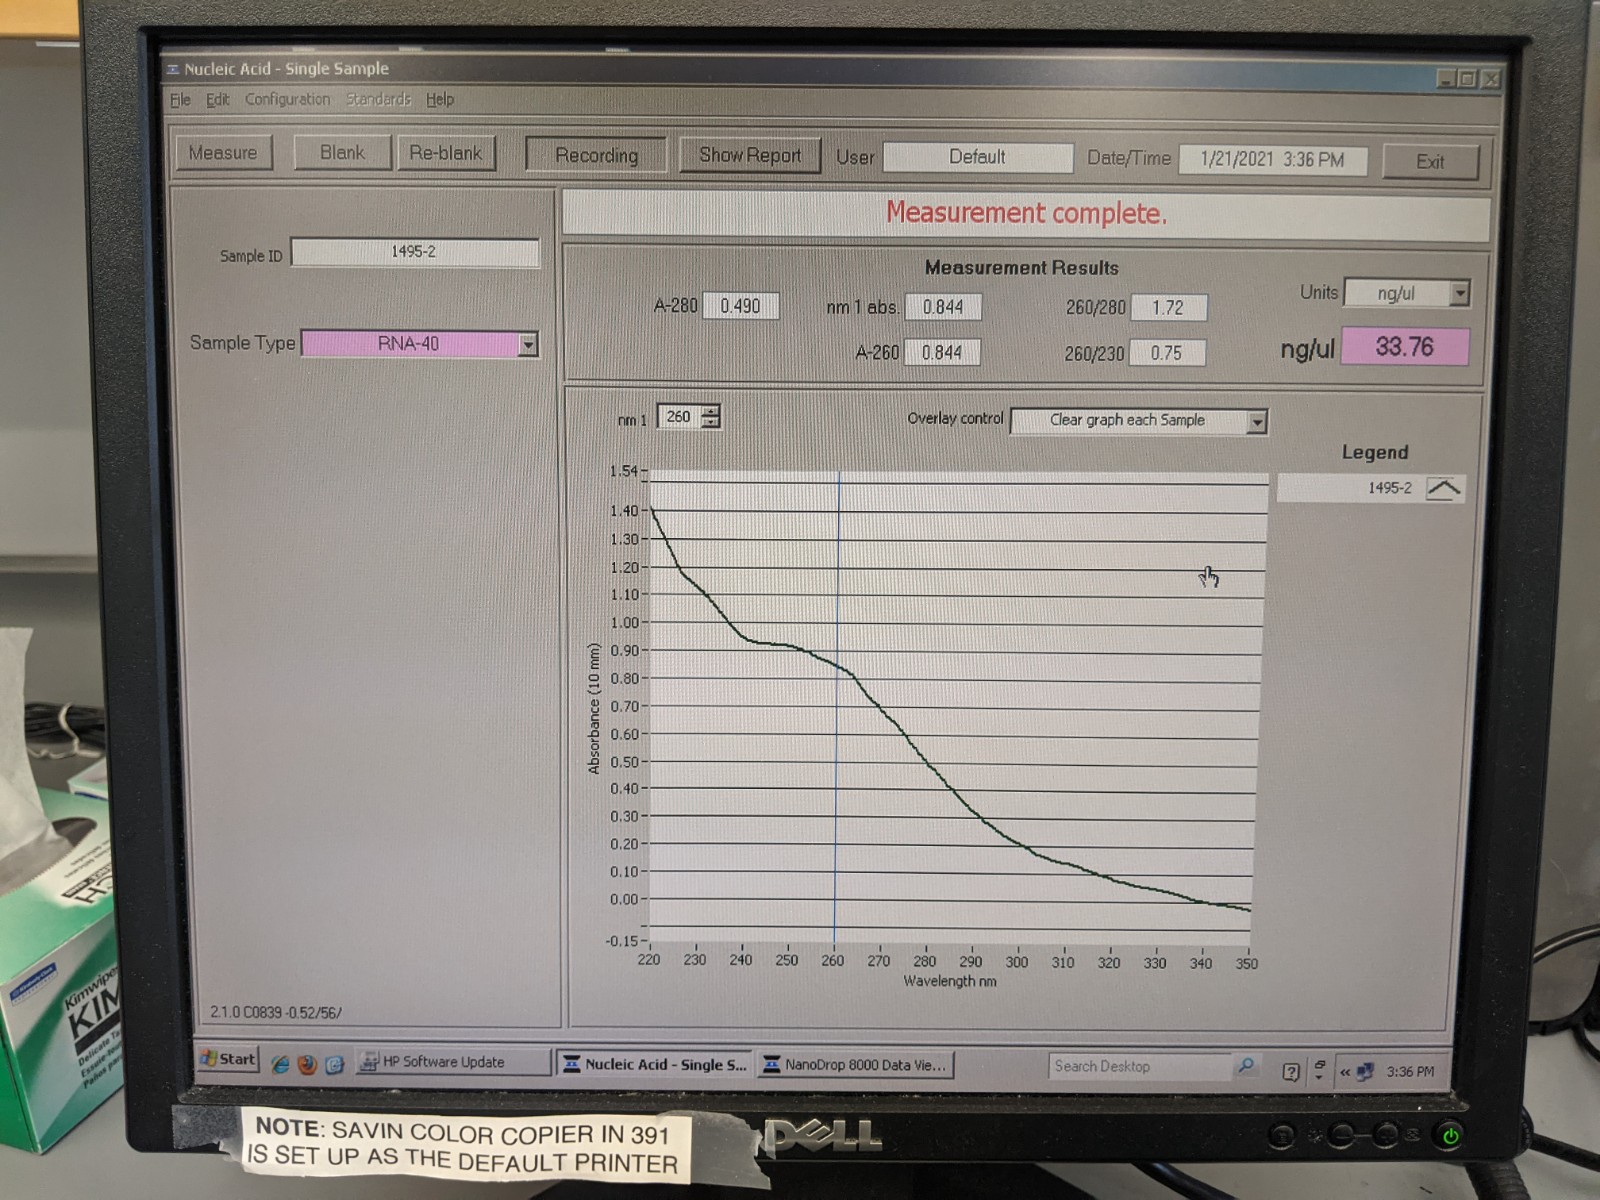 Nucleic Acid - Single Sample
File Edit Configuration Standards Help
Measure Blank Re-blank Recording Show Report User Default Date/Time 1/21/2021 3:36 PM Exit
Measurement complete.
Sample ID 1495-2
Sample Type RNA-40
Measurement Results
A-280 0.490 nm 1 abs. 0.844 260/280 1.72 Units ng/ul
A-260 0.844 260/230 0.75 ng/ul 33.76
nm 1 260 Overlay control Clear graph each Sample
Legend
1495-2
1.54
1.40
1.30
1.20
1.10
1.00
0.90
0.80
0.70
0.60
0.50
0.40
0.30
0.20
0.10
0.00
-0.15
Absorbance (10 mm)
220 230 240 250 260 270 280 290 300 310 320 330 340 350
Wavelength nm
2.1.0 C0839 -0.52/56/
Start HP Software Update Nucleic Acid - Single S... NanoDrop 8000 Data Vie... Search Desktop « 3:36 PM
NOTE: SAVIN COLOR COPIER IN 391
IS SET UP AS THE DEFAULT PRINTER
DELL
Kimwipes
KIM